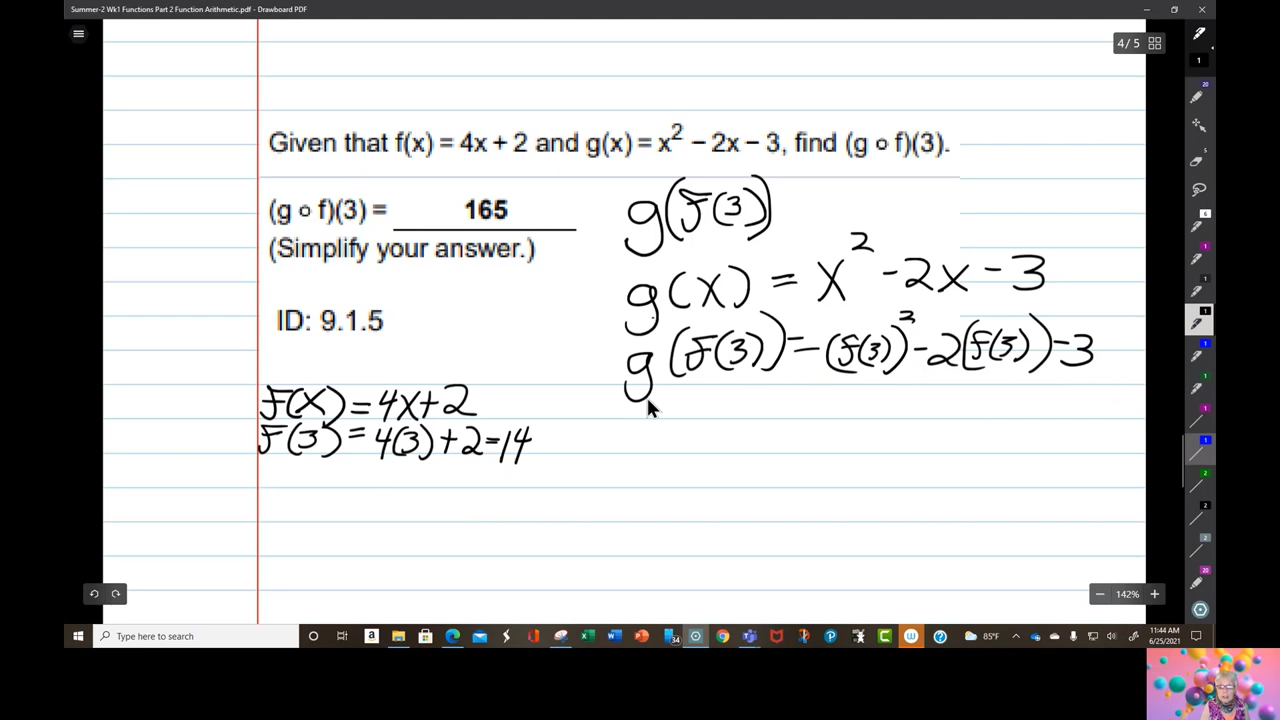 Summer-2 Wk1 Functions Part 2 Function Arithmetic.pdf - Drawboard PDF
4 / 5
1
Given that f(x) = 4x + 2 and g(x) = x² − 2x − 3, find (g ∘ f)(3).
(g ∘ f)(3) = 165
(Simplify your answer.)
ID: 9.1.5
g(f(3))
g(x) = x² - 2x - 3
g(f(3)) = -(f(3))² - 2(f(3)) - 3
f(x) = 4x + 2
f(3) = 4(3) + 2 = 14
142%
Type here to search
34
85°F
11:44 AM
6/25/2021